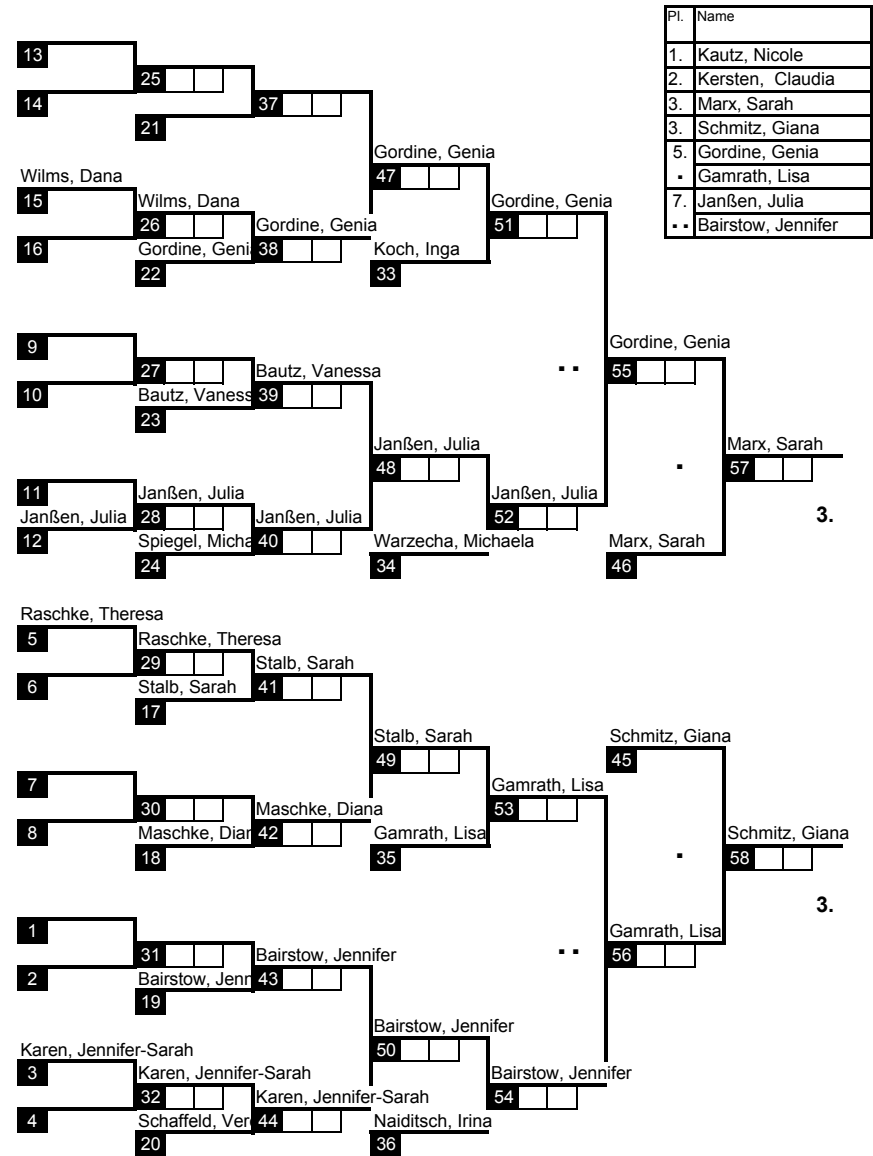 Pl. Name
1. Kautz, Nicole
2. Kersten, Claudia
3. Marx, Sarah
3. Schmitz, Giana
5. Gordine, Genia
. Gamrath, Lisa
7. Janßen, Julia
.. Bairstow, Jennifer
13
25
14 37
21
Gordine, Genia
47
Wilms, Dana
15 Wilms, Dana Gordine, Genia
26 Gordine, Genia 51
16 Gordine, Geni 38 Koch, Inga
22 33
9 Gordine, Genia
27 Bautz, Vanessa .. 55
10 Bautz, Vaness 39
23
Janßen, Julia Marx, Sarah
48 . 57
11 Janßen, Julia Janßen, Julia
Janßen, Julia 28 Janßen, Julia 52 3.
12 Spiegel, Micha 40 Warzecha, Michaela Marx, Sarah
24 34 46
Raschke, Theresa
5 Raschke, Theresa
29 Stalb, Sarah
6 Stalb, Sarah 41
17
Stalb, Sarah Schmitz, Giana
49 45
7 Gamrath, Lisa
30 Maschke, Diana 53
8 Maschke, Diar 42 Gamrath, Lisa Schmitz, Giana
18 35 . 58
3.
1 Gamrath, Lisa
31 Bairstow, Jennifer .. 56
2 Bairstow, Jenn 43
19
Bairstow, Jennifer
Karen, Jennifer-Sarah 50
3 Karen, Jennifer-Sarah Bairstow, Jennifer
32 Karen, Jennifer-Sarah 54
4 Schaffeld, Ver 44 Naiditsch, Irina
20 36